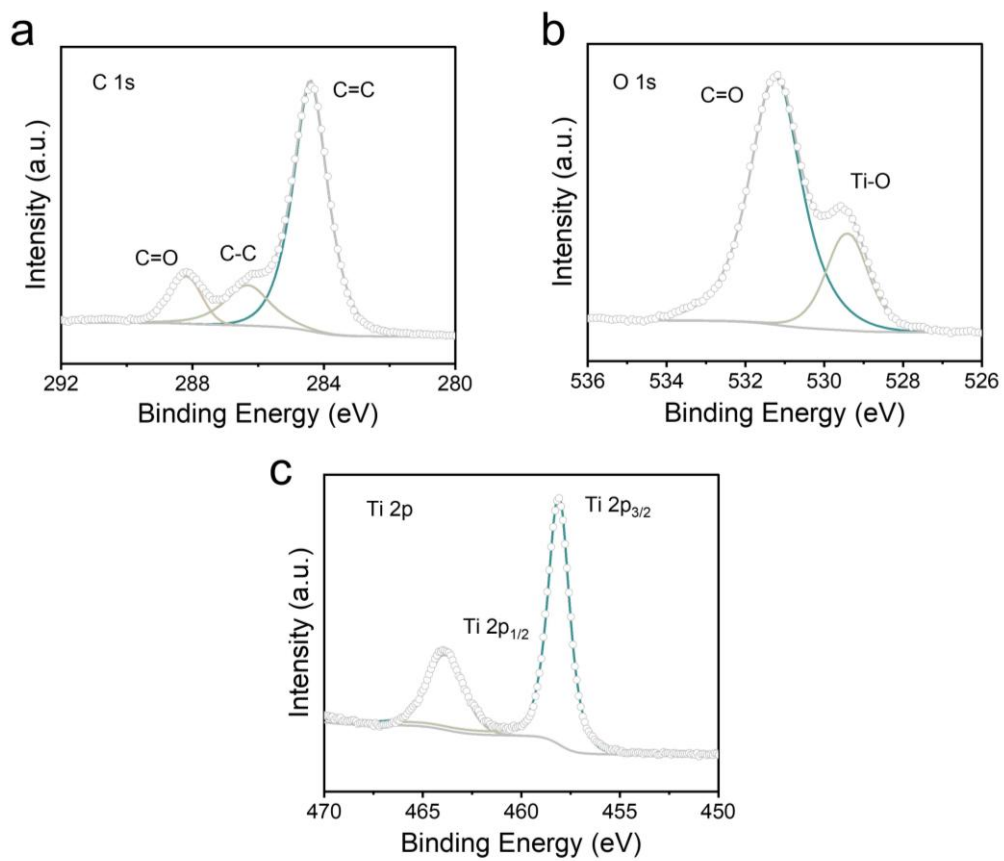 a
C 1s
C=C
C=O
C-C
Intensity (a.u.)
292 288 284 280
Binding Energy (eV)
b
O 1s
C=O
Ti-O
Intensity (a.u.)
536 534 532 530 528 526
Binding Energy (eV)
c
Ti 2p
Ti 2p3/2
Ti 2p1/2
Intensity (a.u.)
470 465 460 455 450
Binding Energy (eV)